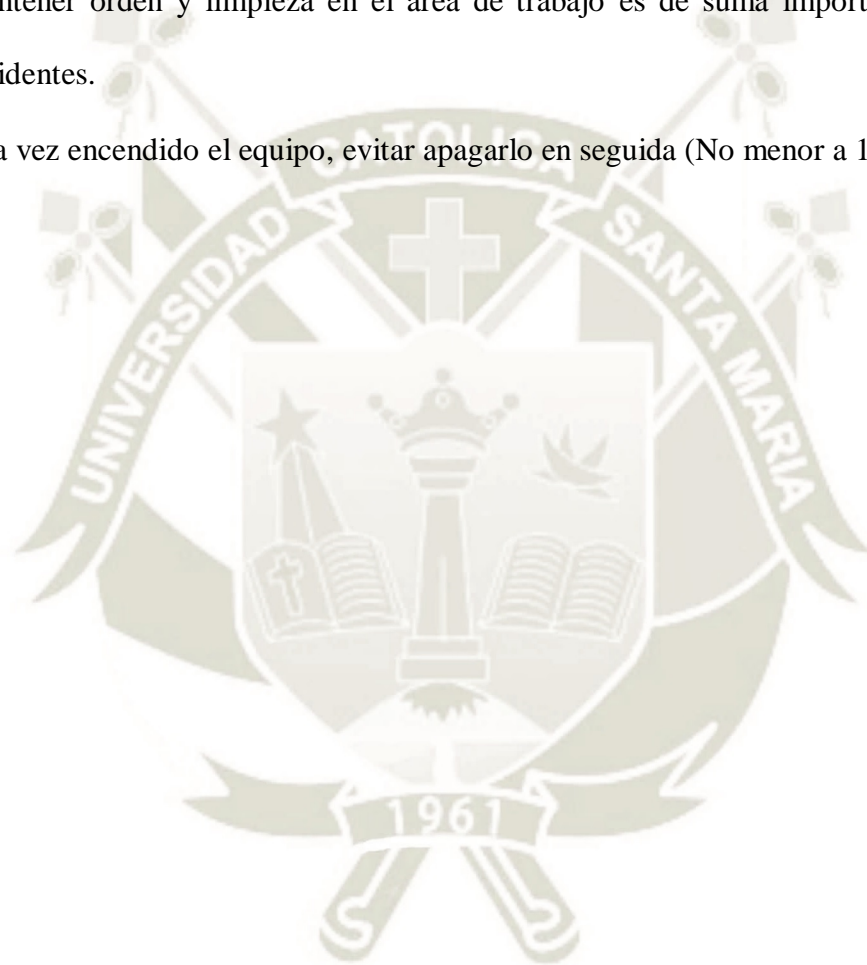 ntener orden y limpieza en el área de trabajo es de suma import
identes.
a vez encendido el equipo, evitar apagarlo en seguida (No menor a 1
UNIVERSIDAD CATOLICA SANTA MARIA
1961